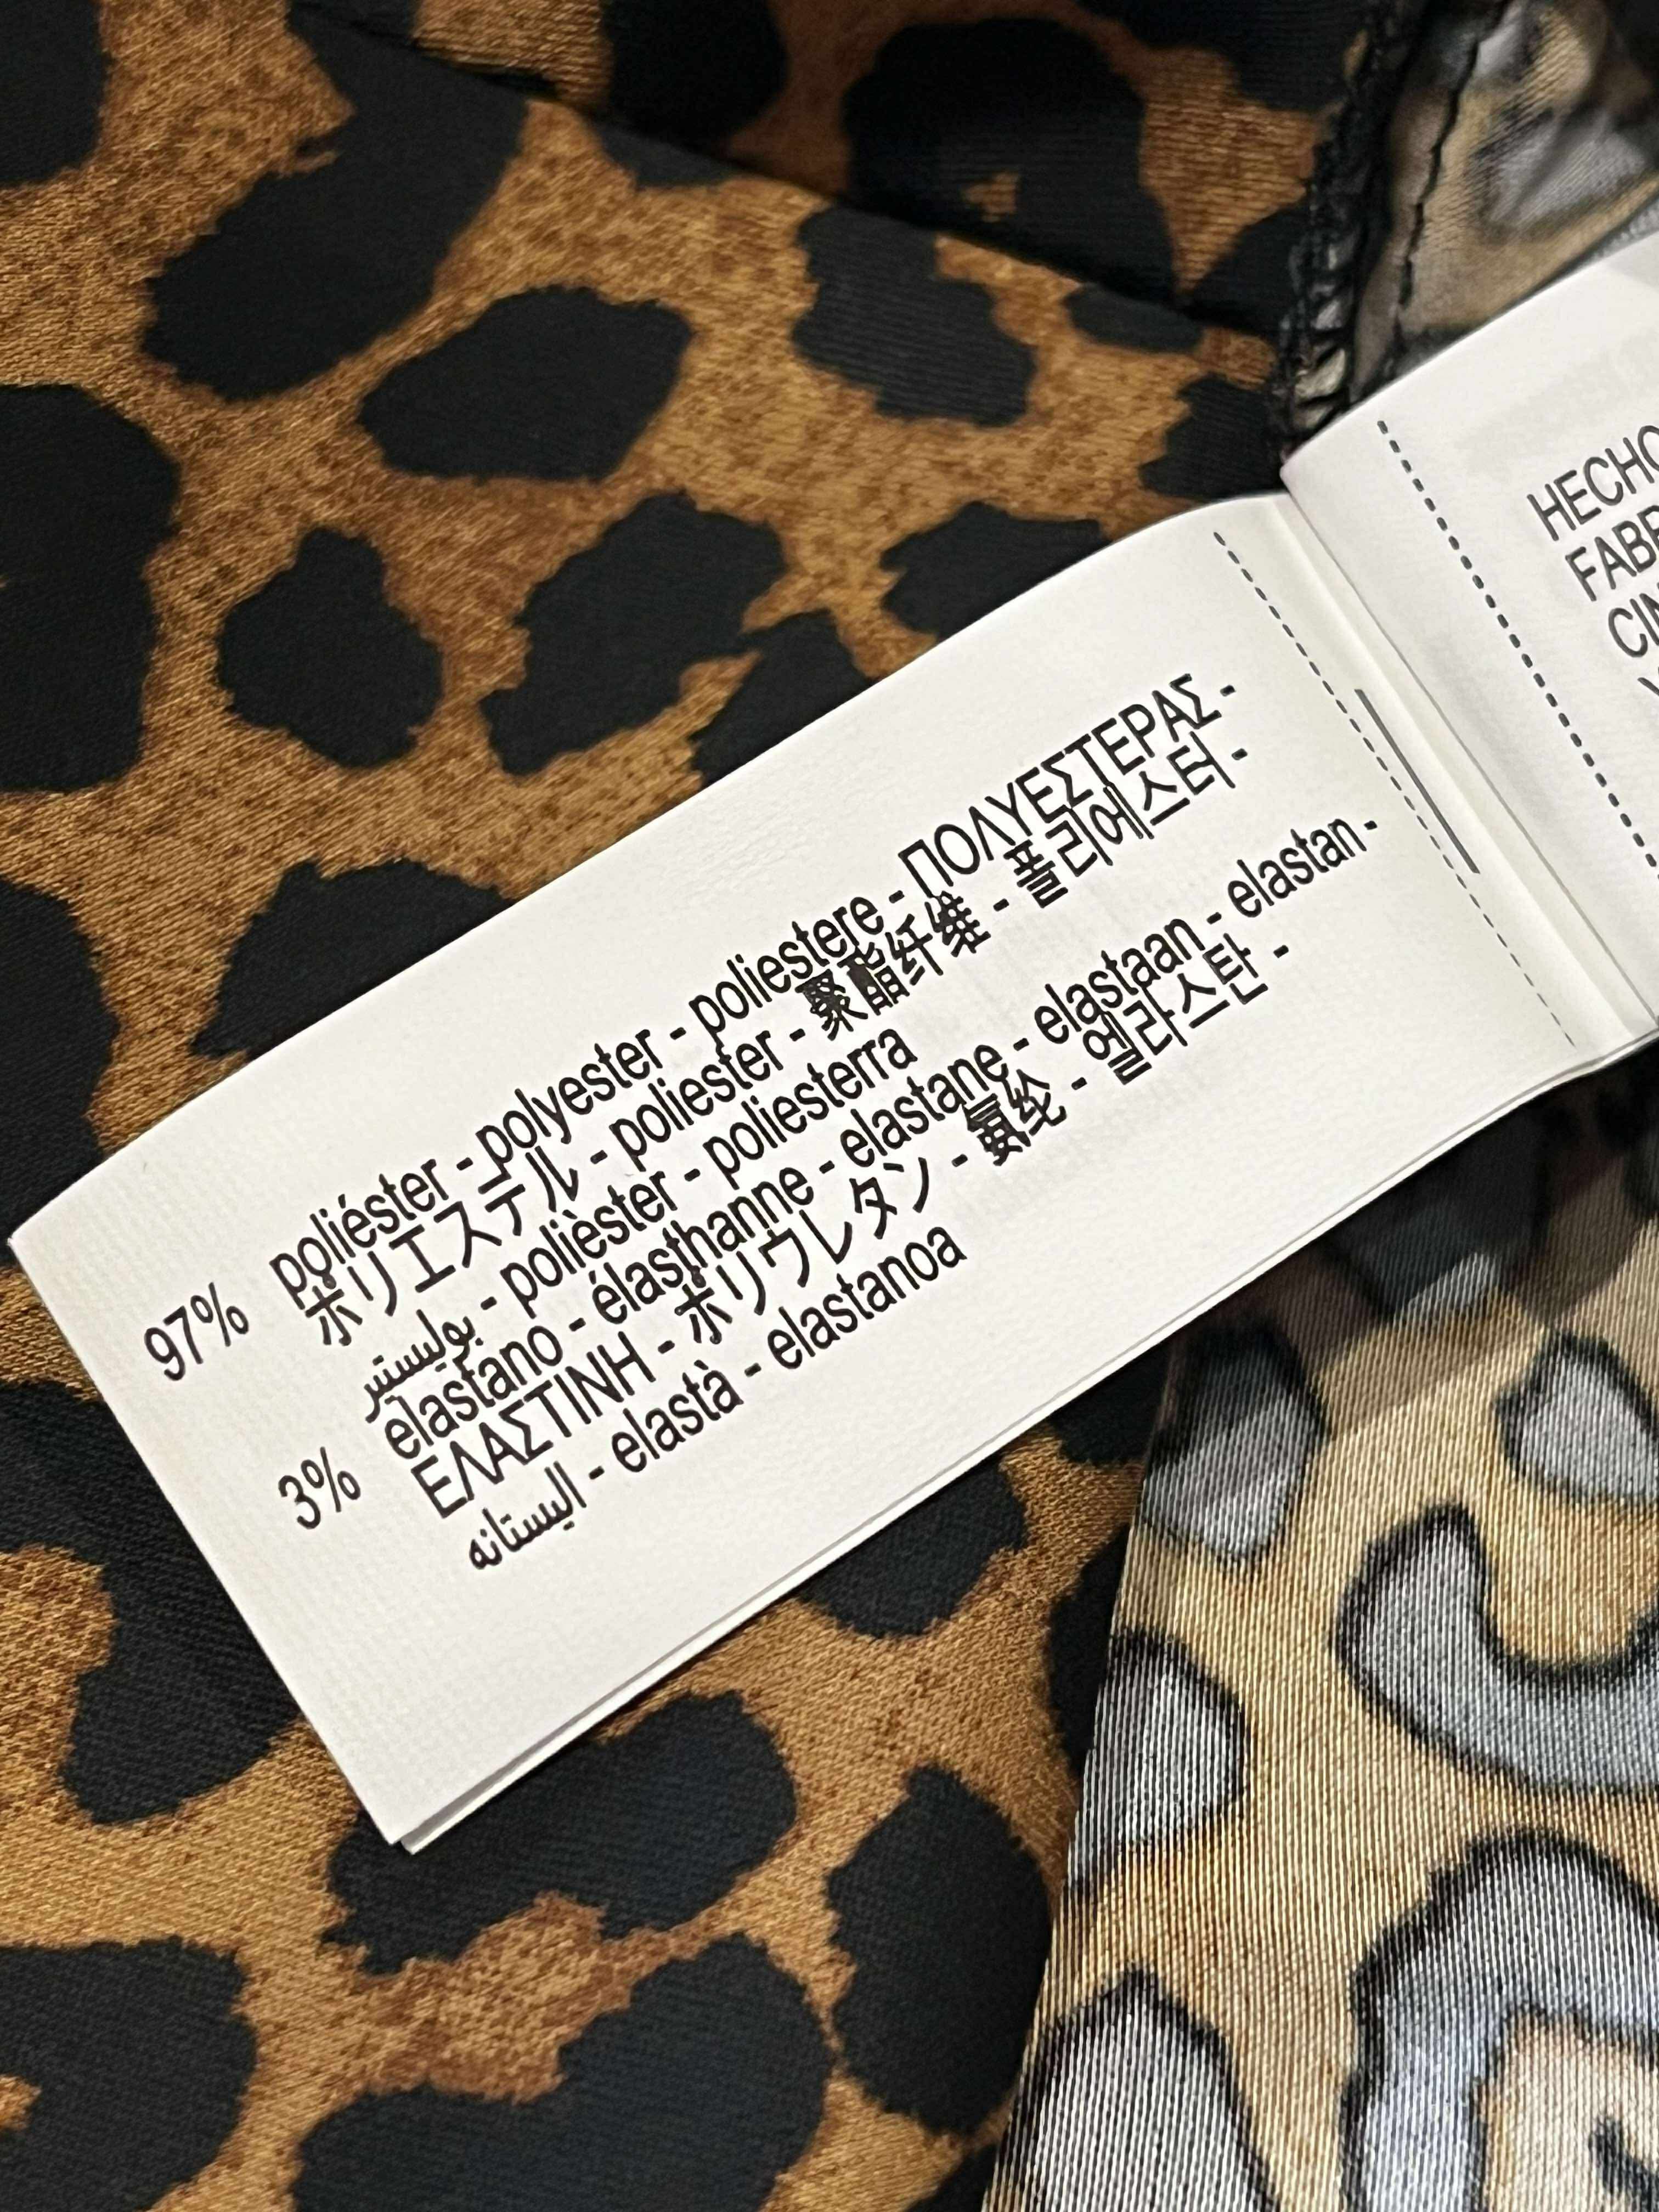 97% poliéster - polyester - poliestere - ΠΟΛΥΕΣΤΕΡΑΣ -
ポリエステル - poliester - 聚酯纤维 - 폴리에스터 -
بوليستر - polièster - poliesterra
3% elastano - élasthanne - elastane - elastaan - elastan -
ΕΛΑΣΤΙΝΗ - ポリウレタン - 氨纶 - 엘라스탄 -
اليستانه - elastà - elastanoa
HECHO